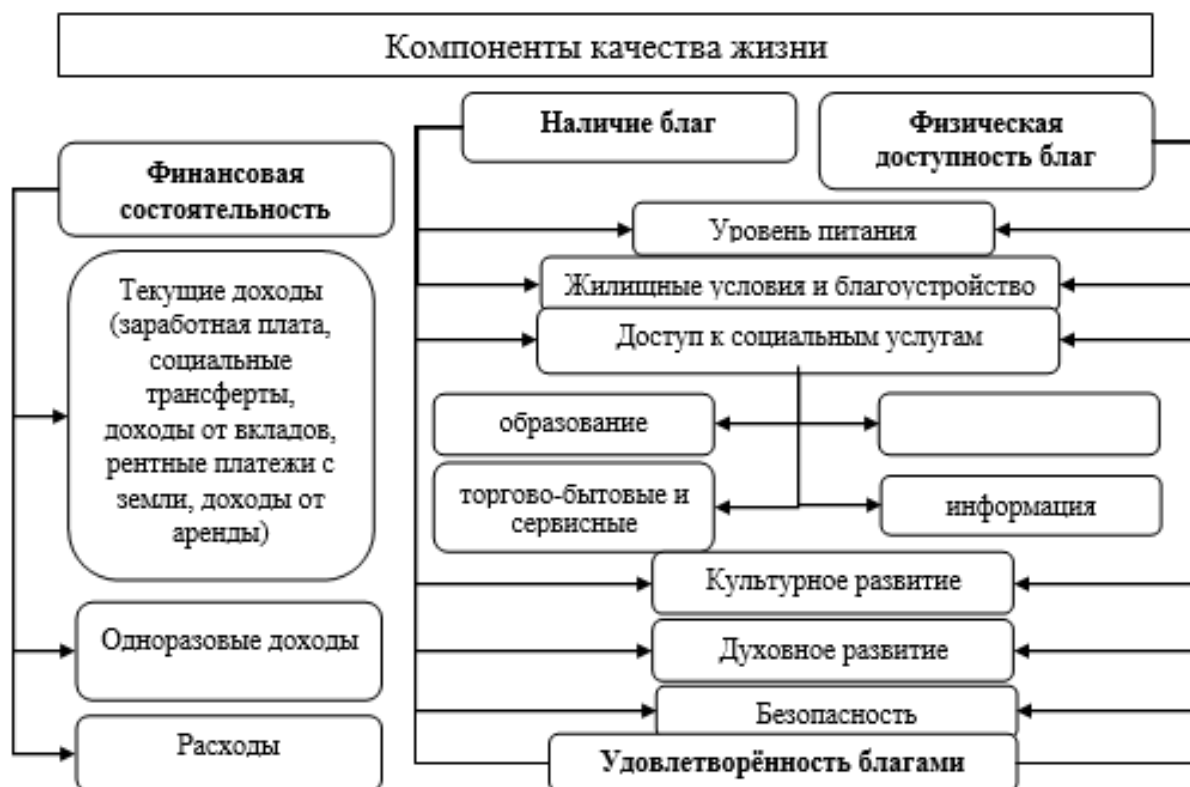 Компоненты качества жизни
Наличие благ
Физическая
доступность благ
Финансовая
состоятельность
Уровень питания
Жилищные условия и благоустройство
Доступ к социальным услугам
Текущие доходы
(заработная плата,
социальные
трансферты,
доходы от вкладов,
рентные платежи с
земли, доходы от
аренды)
образование
торгово-бытовые и
сервисные
информация
Культурное развитие
Одноразовые доходы
Духовное развитие
Безопасность
Расходы
Удовлетворённость благами